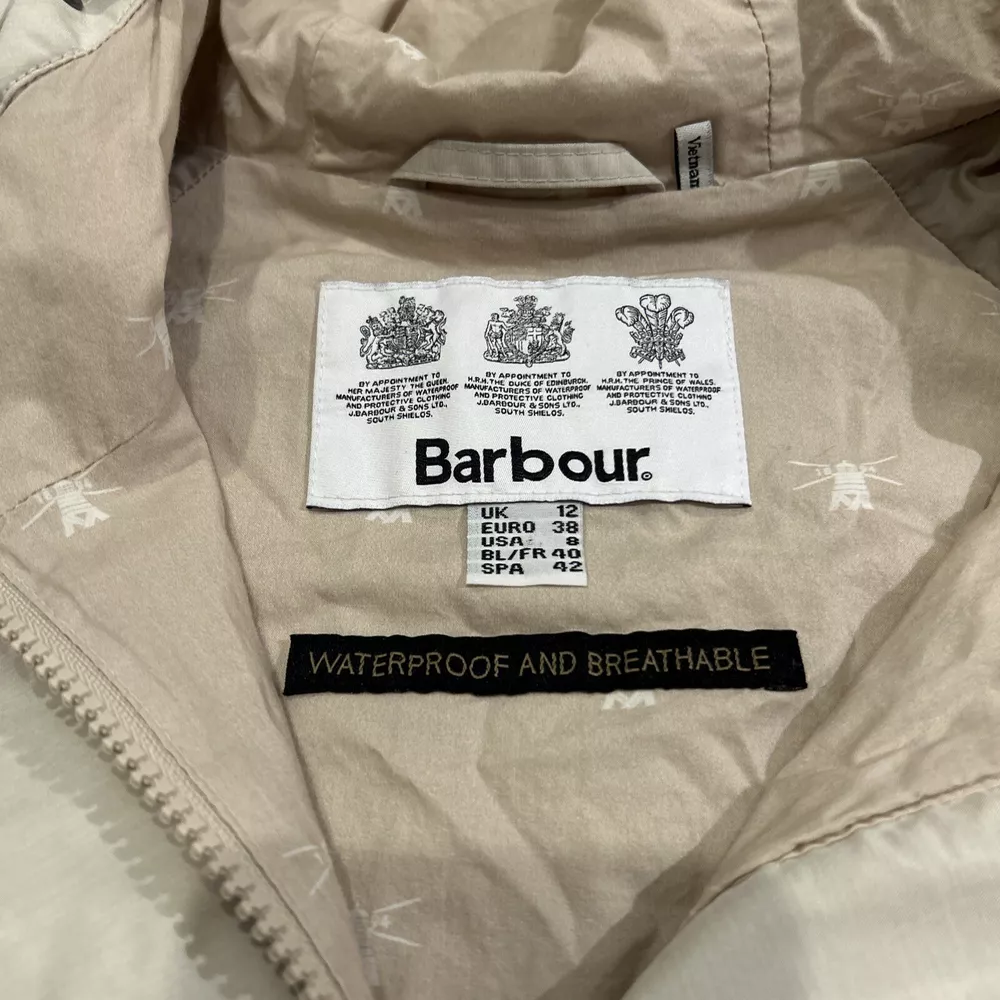 Vietnam
BY APPOINTMENT TO
HER MAJESTY THE QUEEN
MANUFACTURERS OF WATERPROOF
AND PROTECTIVE CLOTHING
J.BARBOUR & SONS LTD.,
SOUTH SHIELDS.
BY APPOINTMENT TO
H.R.H. THE DUKE OF EDINBURGH.
MANUFACTURERS OF WATERPROOF
AND PROTECTIVE CLOTHING
J.BARBOUR & SONS LTD.,
SOUTH SHIELDS.
BY APPOINTMENT TO
H.R.H. THE PRINCE OF WALES.
MANUFACTURERS OF WATERPROOF
AND PROTECTIVE CLOTHING
J.BARBOUR & SONS LTD.,
SOUTH SHIELDS.
Barbour
UK 12
EURO 38
USA 8
BL/FR 40
SPA 42
WATERPROOF AND BREATHABLE